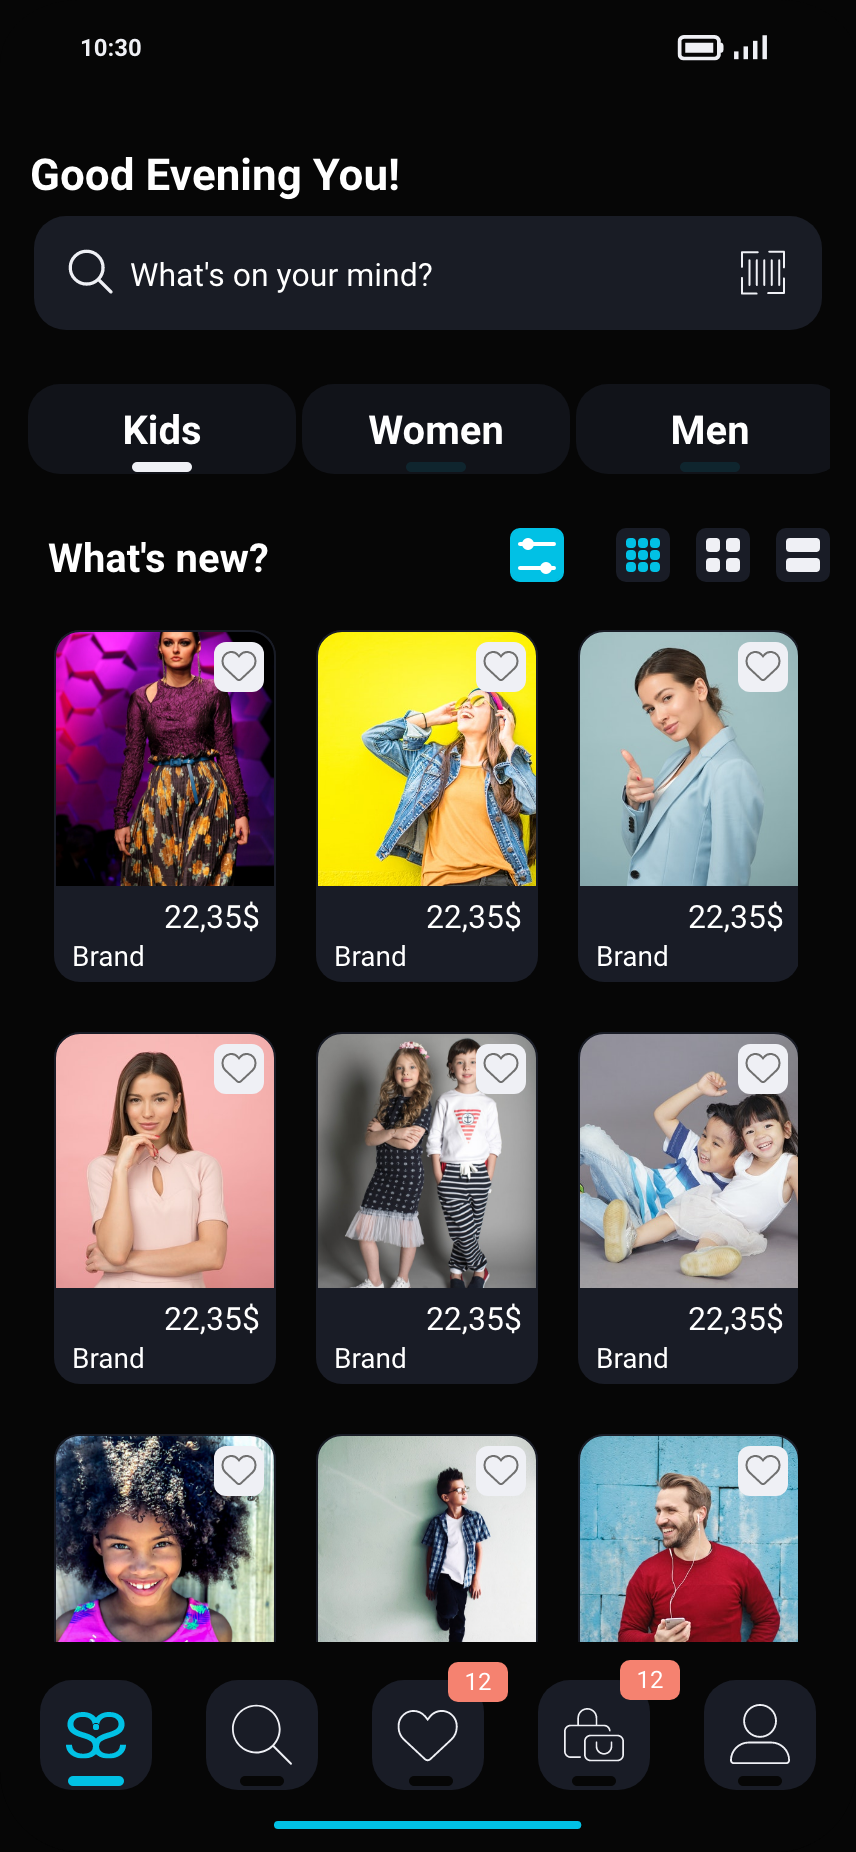 10:30
Good Evening You!
What's on your mind?
Kids Women Men
What's new?
22,35$ 22,35$ 22,35$
Brand Brand Brand
22,35$ 22,35$ 22,35$
Brand Brand Brand
12 12